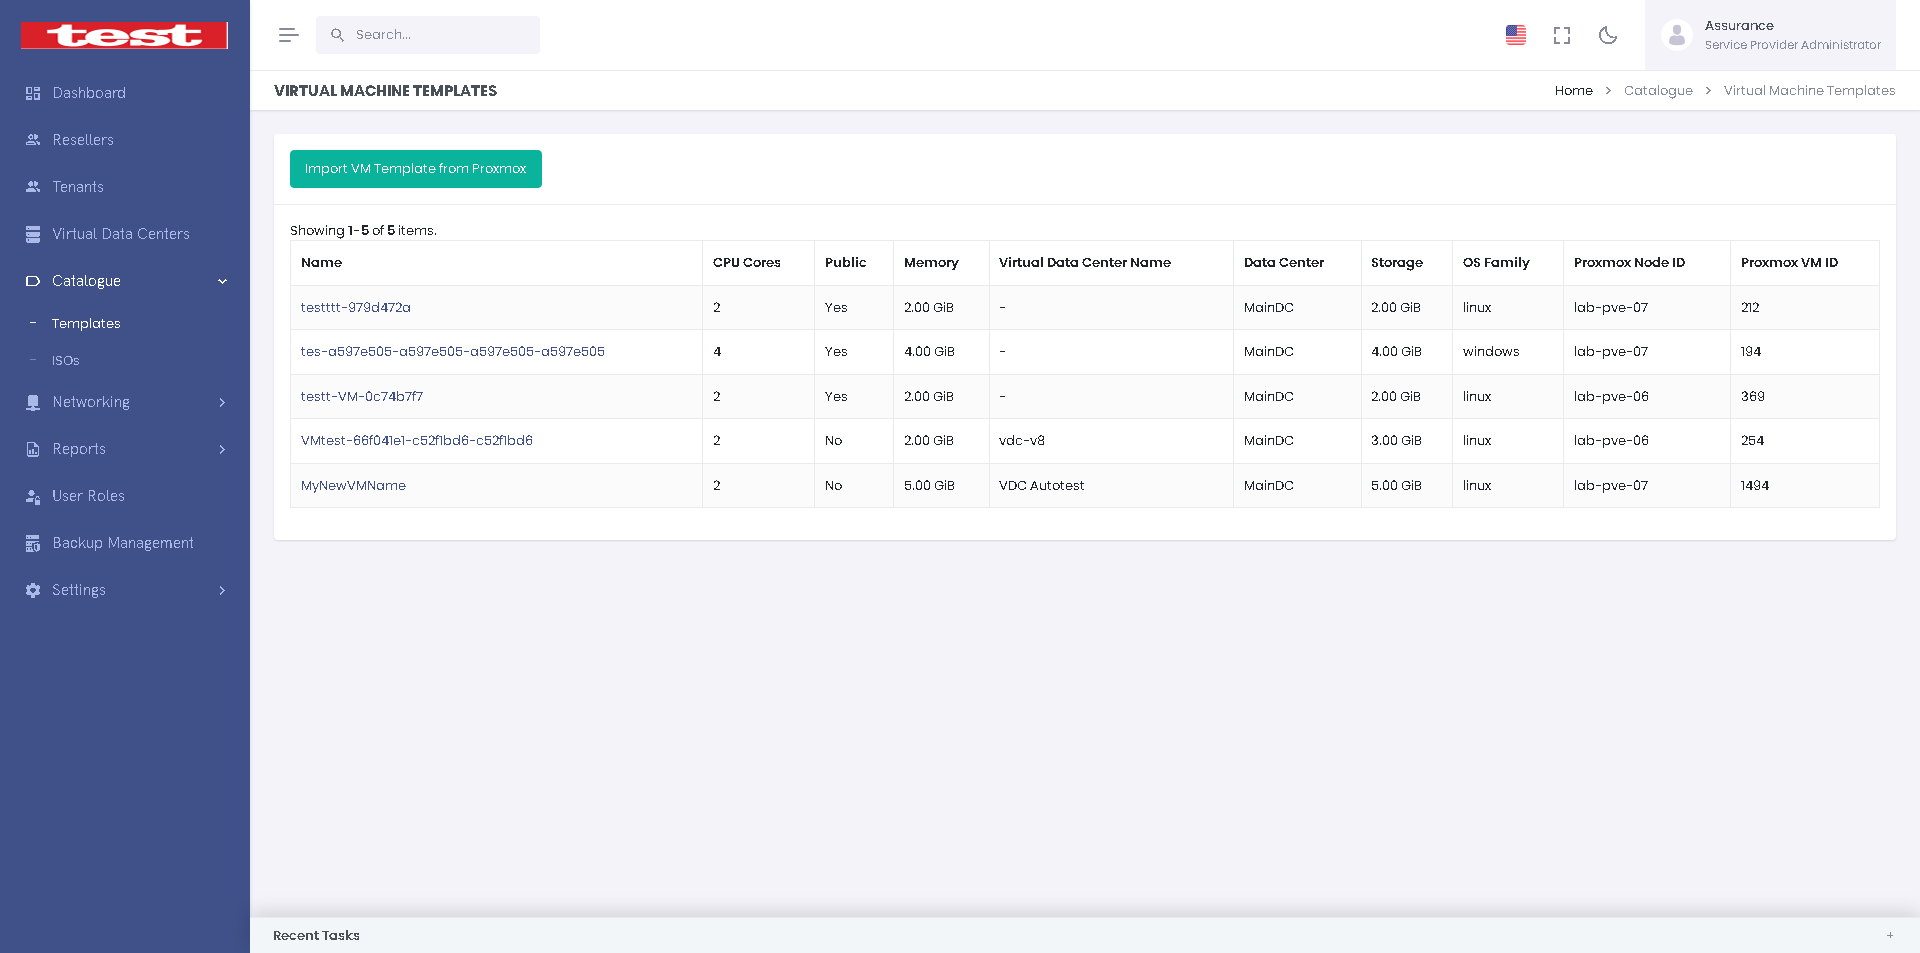 test
Dashboard
Resellers
Tenants
Virtual Data Centers
Catalogue
- Templates
- ISOs
Networking
Reports
User Roles
Backup Management
Settings
Search...
Assurance
Service Provider Administrator
VIRTUAL MACHINE TEMPLATES
Home > Catalogue > Virtual Machine Templates
Import VM Template from Proxmox
Showing 1-5 of 5 items.
Name CPU Cores Public Memory Virtual Data Center Name Data Center Storage OS Family Proxmox Node ID Proxmox VM ID
testttt-979d472a 2 Yes 2.00 GiB - MainDC 2.00 GiB linux lab-pve-07 212
tes-a597e505-a597e505-a597e505-a597e505 4 Yes 4.00 GiB - MainDC 4.00 GiB windows lab-pve-07 194
testt-VM-0c74b7f7 2 Yes 2.00 GiB - MainDC 2.00 GiB linux lab-pve-06 369
VMtest-66f041e1-c52f1bd6-c52f1bd6 2 No 2.00 GiB vdc-v8 MainDC 3.00 GiB linux lab-pve-06 254
MyNewVMName 2 No 5.00 GiB VDC Autotest MainDC 5.00 GiB linux lab-pve-07 1494
Recent Tasks +